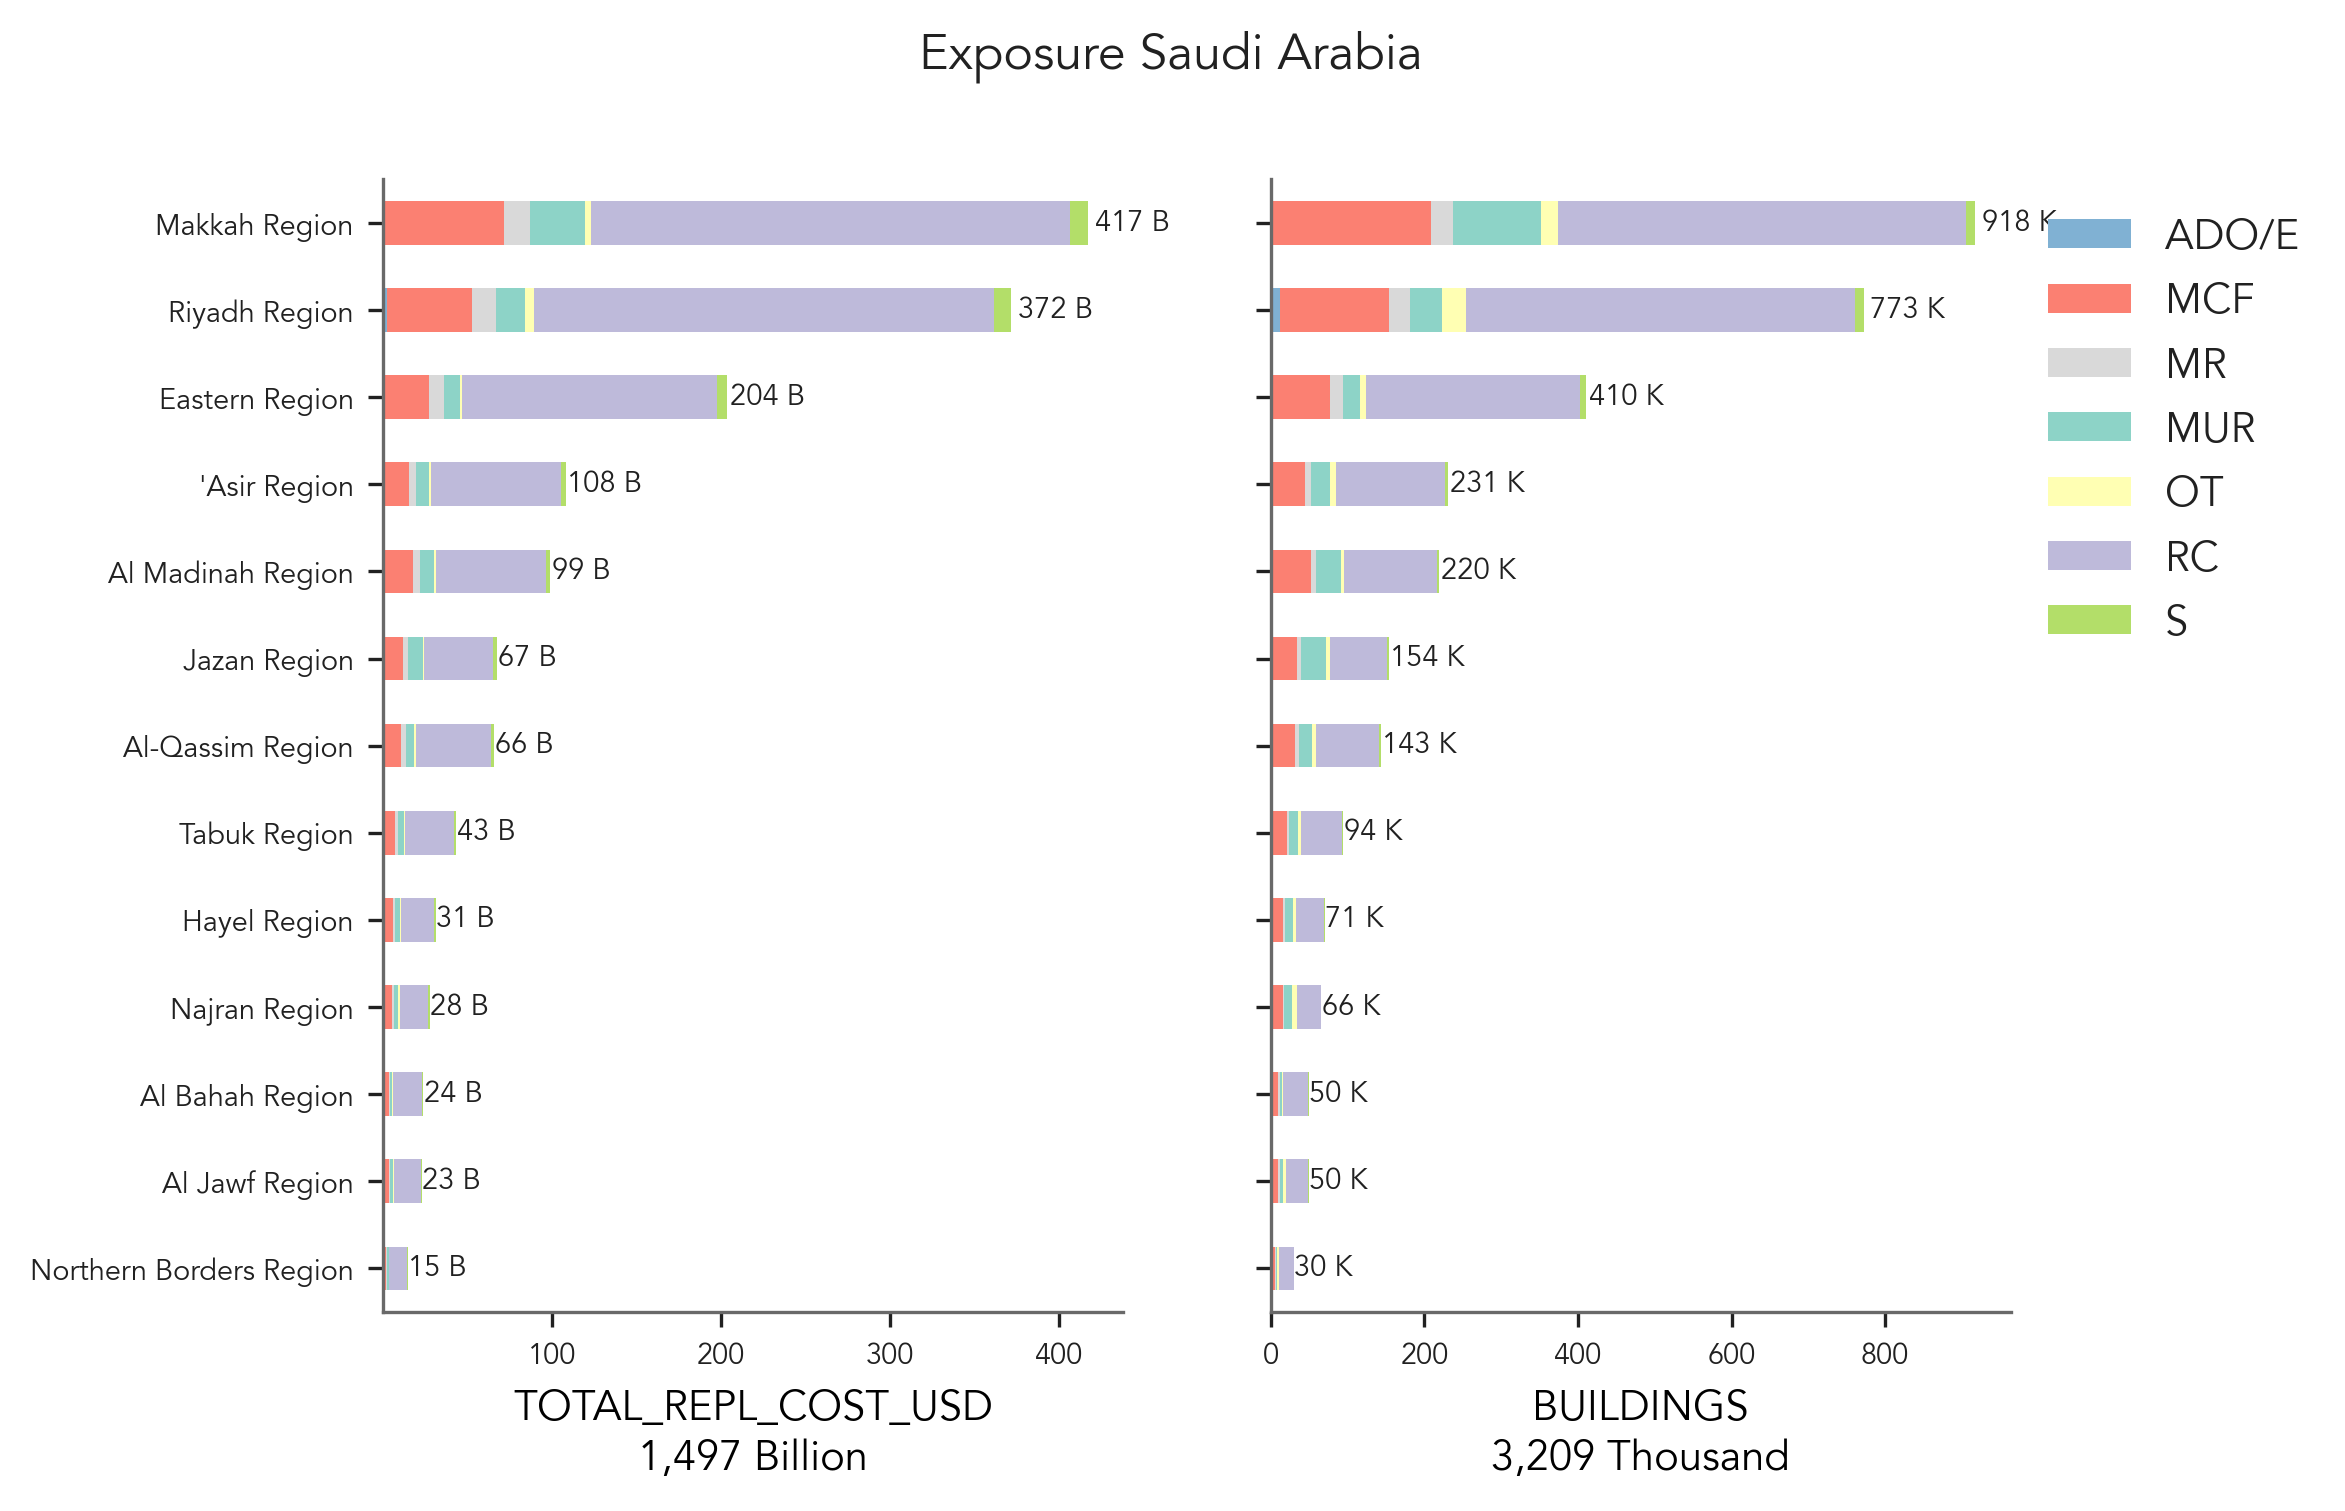 Exposure Saudi Arabia
Makkah Region
Riyadh Region
Eastern Region
'Asir Region
Al Madinah Region
Jazan Region
Al-Qassim Region
Tabuk Region
Hayel Region
Najran Region
Al Bahah Region
Al Jawf Region
Northern Borders Region
417 B
372 B
204 B
108 B
99 B
67 B
66 B
43 B
31 B
28 B
24 B
23 B
15 B
100 200 300 400
TOTAL_REPL_COST_USD
1,497 Billion
918 K
773 K
410 K
231 K
220 K
154 K
143 K
94 K
71 K
66 K
50 K
50 K
30 K
0 200 400 600 800
BUILDINGS
3,209 Thousand
ADO/E
MCF
MR
MUR
OT
RC
S